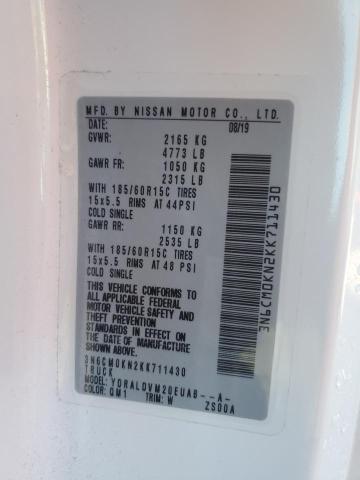 MFD. BY NISSAN MOTOR CO., LTD.
DATE: 08/19
GVWR: 2165 KG
4773 LB
GAWR FR: 1050 KG
2315 LB
WITH 185/60R15C TIRES
15x5.5 RIMS AT 44PSI
COLD SINGLE
GAWR RR: 1150 KG
2535 LB
WITH 185/60R15C TIRES
15x5.5 RIMS AT 48 PSI
COLD SINGLE
THIS VEHICLE CONFORMS TO
ALL APPLICABLE FEDERAL
MOTOR VEHICLE SAFETY AND
THEFT PREVENTION
STANDARDS IN EFFECT ON
THE DATE OF MANUFACTURE
SHOWN ABOVE.
3N6CM0KN2KK711430
TRUCK
MODEL: YDRALDVM20EUAB--A-
COLOR: QM1 TRIM: W ZS00A
3N6CM0KN2KK711430